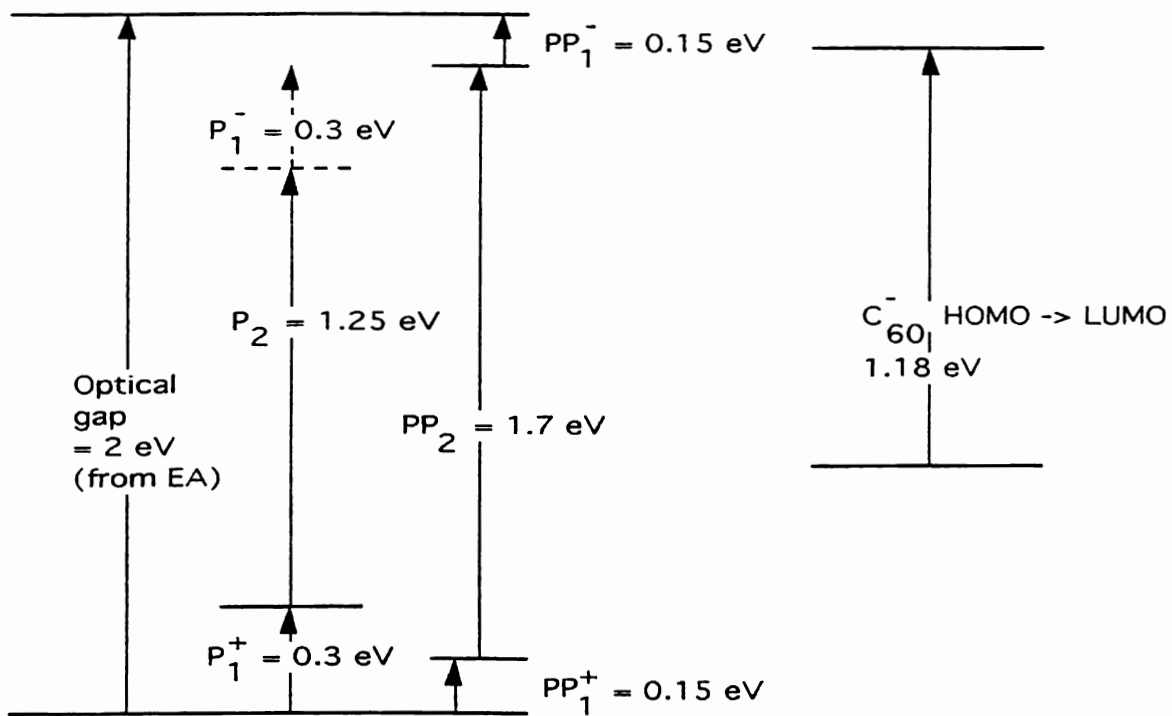 PP₁⁻ = 0.15 eV
P₁⁻ = 0.3 eV
P₂ = 1.25 eV
C₆₀⁻ HOMO -> LUMO
1.18 eV
Optical
gap
= 2 eV
(from EA)
PP₂ = 1.7 eV
P₁⁺ = 0.3 eV
PP₁⁺ = 0.15 eV